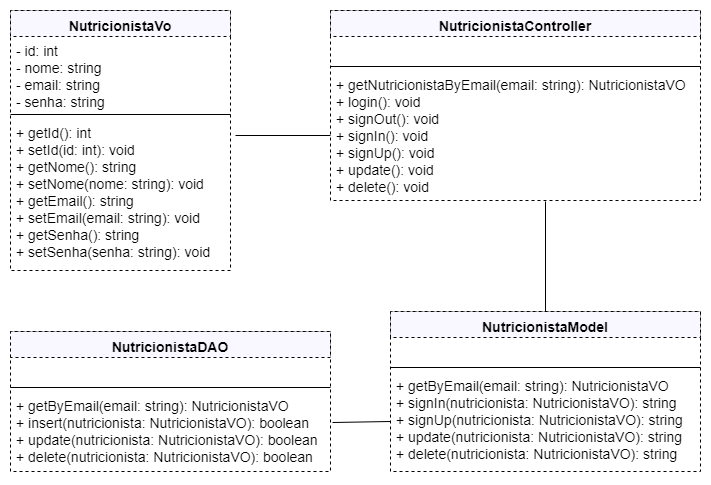 NutricionistaVo
- id: int
- nome: string
- email: string
- senha: string
+ getId(): int
+ setId(id: int): void
+ getNome(): string
+ setNome(nome: string): void
+ getEmail(): string
+ setEmail(email: string): void
+ getSenha(): string
+ setSenha(senha: string): void
NutricionistaController
+ getNutricionistaByEmail(email: string): NutricionistaVO
+ login(): void
+ signOut(): void
+ signIn(): void
+ signUp(): void
+ update(): void
+ delete(): void
NutricionistaDAO
+ getByEmail(email: string): NutricionistaVO
+ insert(nutricionista: NutricionistaVO): boolean
+ update(nutricionista: NutricionistaVO): boolean
+ delete(nutricionista: NutricionistaVO): boolean
NutricionistaModel
+ getByEmail(email: string): NutricionistaVO
+ signIn(nutricionista: NutricionistaVO): string
+ signUp(nutricionista: NutricionistaVO): string
+ update(nutricionista: NutricionistaVO): string
+ delete(nutricionista: NutricionistaVO): string